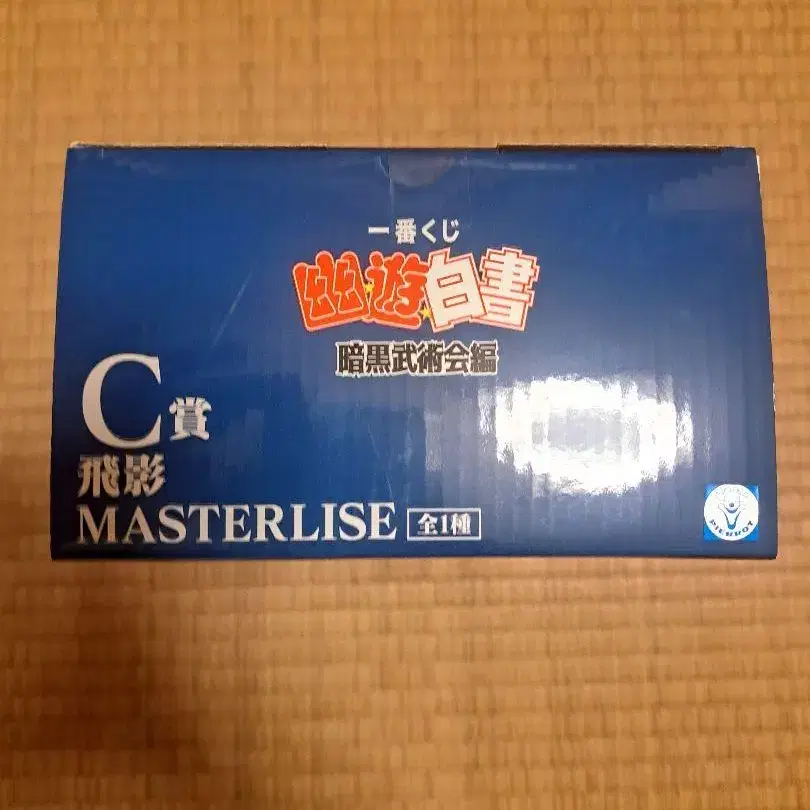 一番くじ
幽☆遊☆白書
暗黒武術会編
C賞
飛影
MASTERLISE 全1種
PIERROT